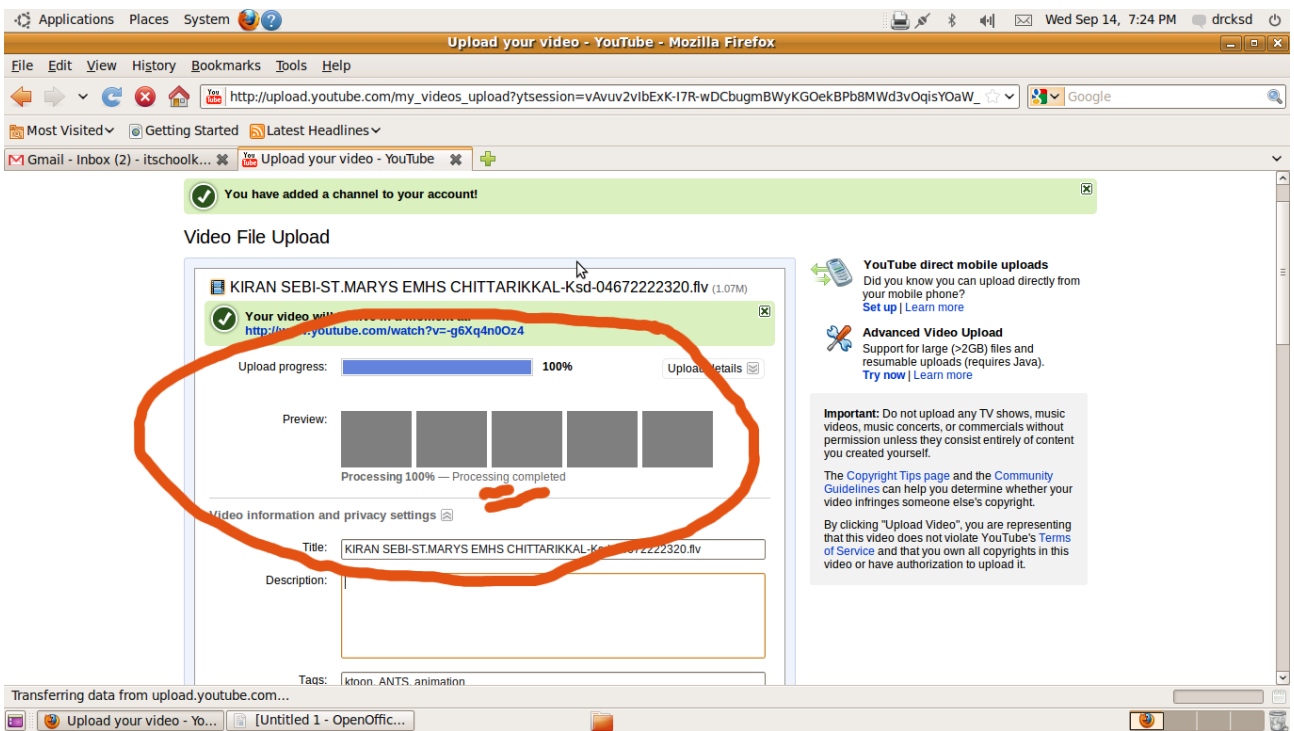 Applications Places System
Wed Sep 14, 7:24 PM drcksd
Upload your video - YouTube - Mozilla Firefox
File Edit View History Bookmarks Tools Help
http://upload.youtube.com/my_videos_upload?ytsession=vAvuv2vIbExK-I7R-wDCbugmBWyKGOekBPb8MWd3vOqisYOaW_
Google
Most Visited Getting Started Latest Headlines
Gmail - Inbox (2) - itschoolk... Upload your video - YouTube
You have added a channel to your account!
Video File Upload
KIRAN SEBI-ST.MARYS EMHS CHITTARIKKAL-Ksd-04672222320.flv (1.07M)
Your video will
http://www.youtube.com/watch?v=-g6Xq4n0Oz4
Upload progress: 100% Upload details
Preview:
Processing 100% — Processing completed
Video information and privacy settings
Title: KIRAN SEBI-ST.MARYS EMHS CHITTARIKKAL-Ksd-04672222320.flv
Description:
Tags: ktoon, ANTS, animation
YouTube direct mobile uploads
Did you know you can upload directly from
your mobile phone?
Set up | Learn more
Advanced Video Upload
Support for large (>2GB) files and
resumable uploads (requires Java).
Try now | Learn more
Important: Do not upload any TV shows, music
videos, music concerts, or commercials without
permission unless they consist entirely of content
you created yourself.
The Copyright Tips page and the Community
Guidelines can help you determine whether your
video infringes someone else's copyright.
By clicking "Upload Video", you are representing
that this video does not violate YouTube's Terms
of Service and that you own all copyrights in this
video or have authorization to upload it.
Transferring data from upload.youtube.com...
Upload your video - Yo... [Untitled 1 - OpenOffic...